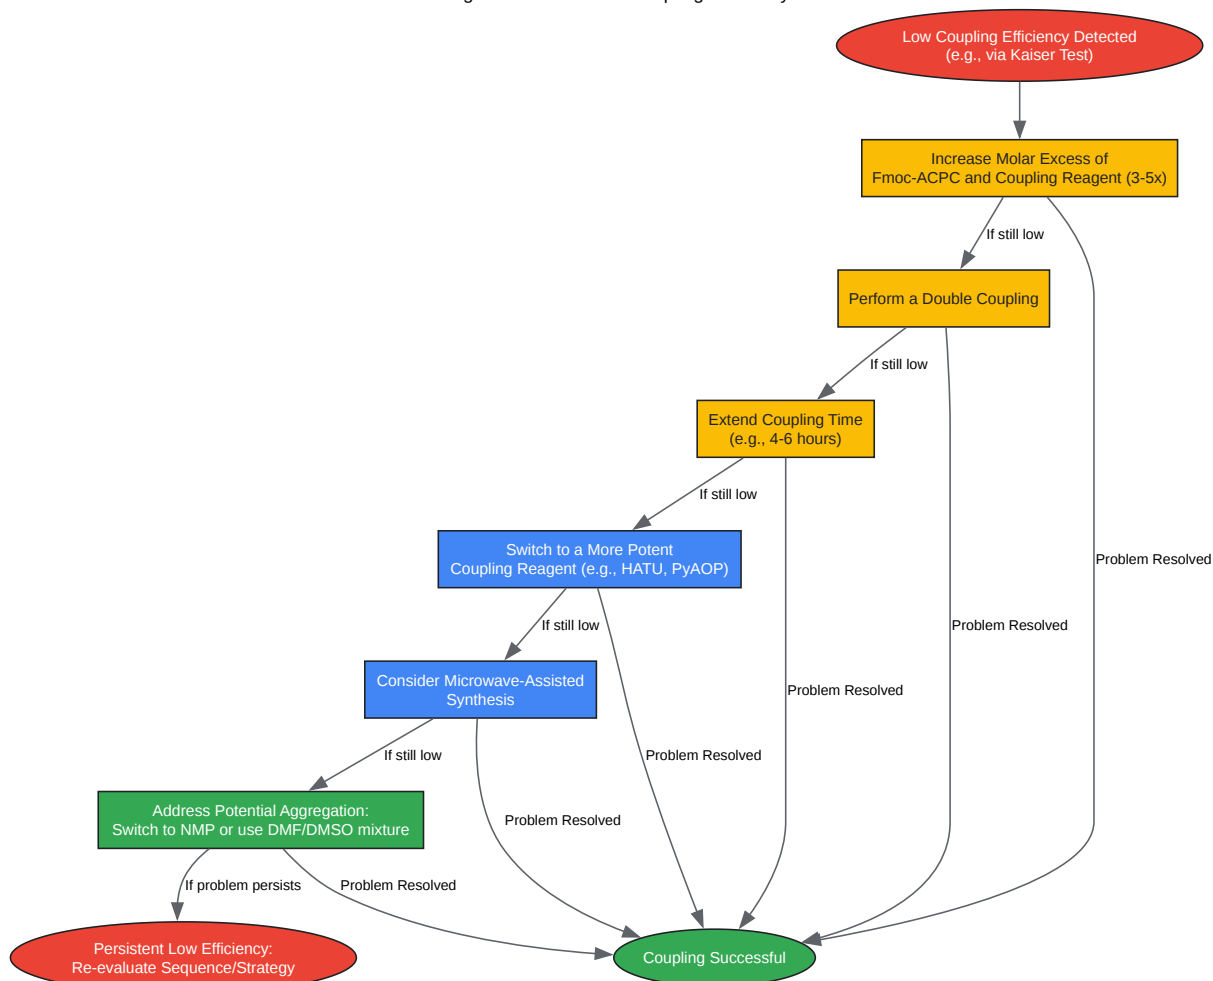 Low Coupling Efficiency Detected
(e.g., via Kaiser Test)
Increase Molar Excess of
Fmoc-ACPC and Coupling Reagent (3-5x)
If still low
Perform a Double Coupling
If still low
Extend Coupling Time
(e.g., 4-6 hours)
If still low
Switch to a More Potent
Coupling Reagent (e.g., HATU, PyAOP)
Problem Resolved
If still low
Problem Resolved
Consider Microwave-Assisted
Synthesis
Problem Resolved
If still low
Problem Resolved
Address Potential Aggregation:
Switch to NMP or use DMF/DMSO mixture
Problem Resolved
If problem persists
Problem Resolved
Persistent Low Efficiency:
Re-evaluate Sequence/Strategy
Coupling Successful